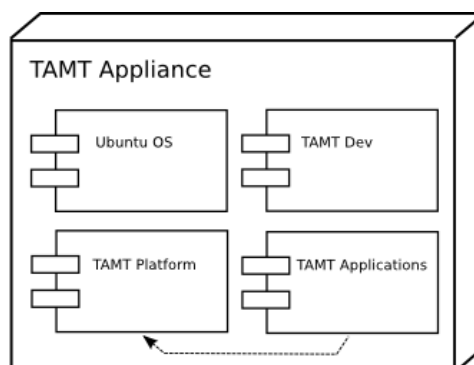 TAMT Appliance
Ubuntu OS
TAMT Dev
TAMT Platform
TAMT Applications